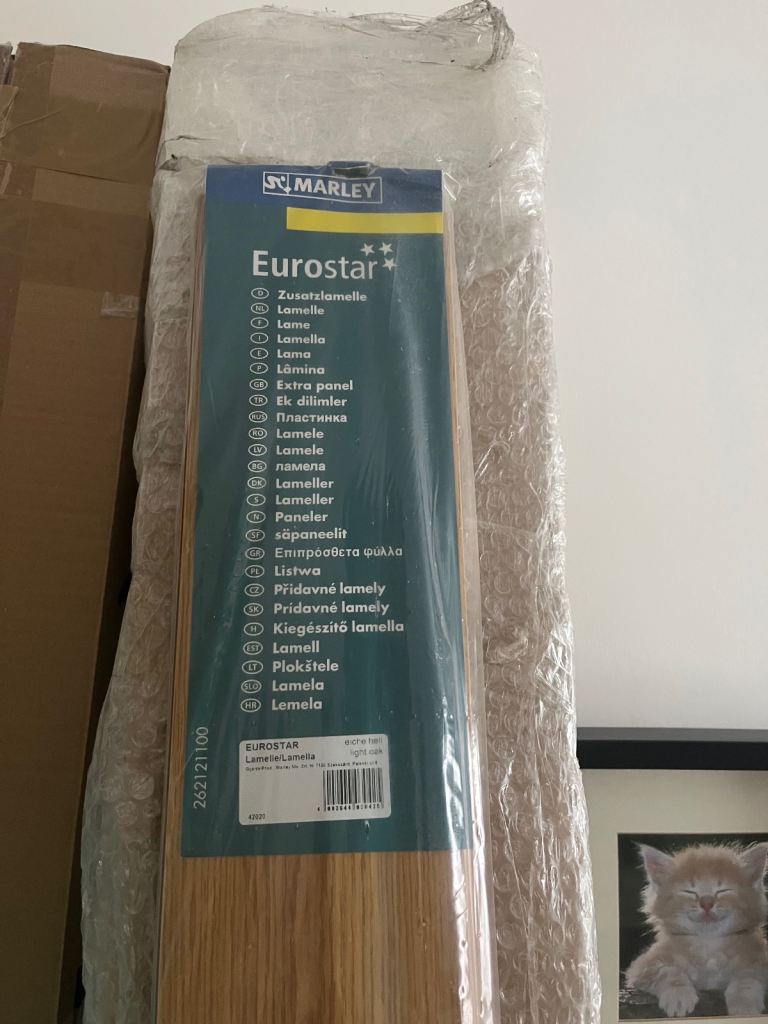 MARLEY
Eurostar
D Zusatzlamelle
NL Lamelle
F Lame
I Lamella
E Lama
P Lâmina
GB Extra panel
TR Ek dilimler
RUS Пластинка
RO Lamele
LV Lamele
BG ламела
DK Lameller
S Lameller
N Paneler
SF säpaneelit
GR Επιπρόσθετα φύλλα
PL Listwa
CZ Přidavné lamely
SK Prídavné lamely
H Kiegészítő lamella
EST Lamell
LT Plokštele
SLO Lamela
HR Lemela
262121100
EUROSTAR eiche hell
Lamelle/Lamella light oak
42020